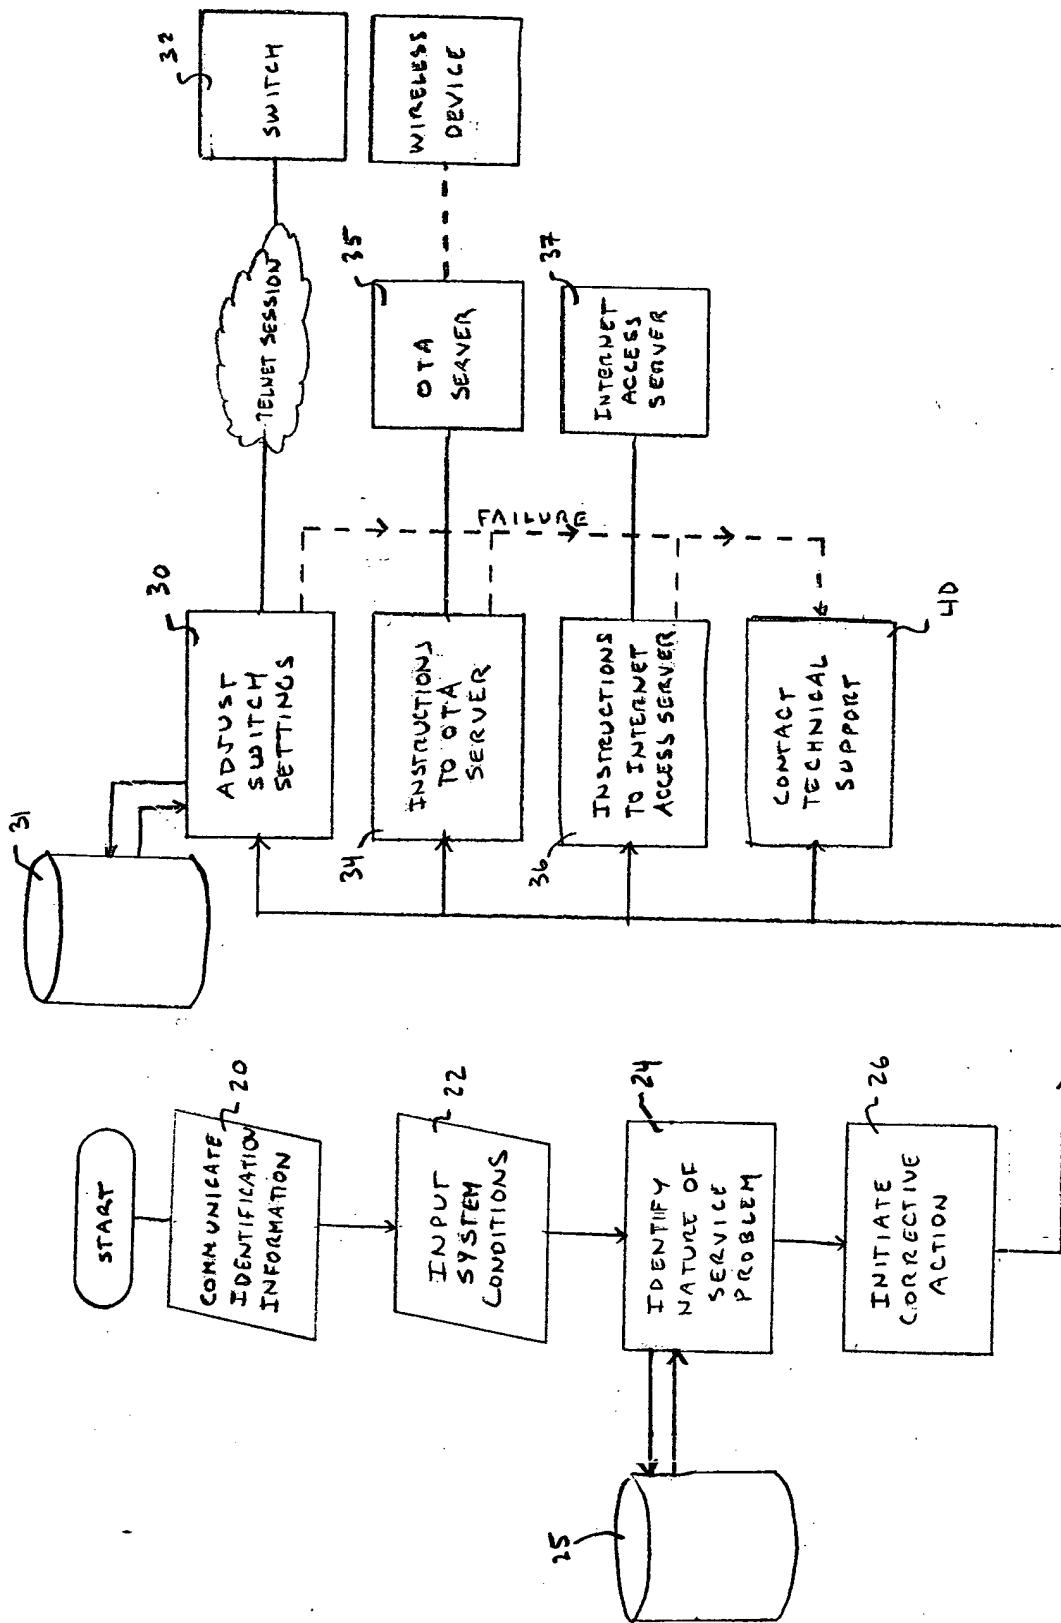 START
COMMUNICATE
IDENTIFICATION
INFORMATION
20
INPUT
SYSTEM
CONDITIONS
22
IDENTIFY
NATURE OF
SERVICE
PROBLEM
24
25
INITIATE
CORRECTIVE
ACTION
26
31
ADJUST
SWITCH
SETTINGS
30
TELNET SESSION
SWITCH
32
INSTRUCTIONS
TO OTA
SERVER
34
OTA
SERVER
35
WIRELESS
DEVICE
FAILURE
INSTRUCTIONS
TO INTERNET
ACCESS SERVER
36
INTERNET
ACCESS
SERVER
37
CONTACT
TECHNICAL
SUPPORT
40